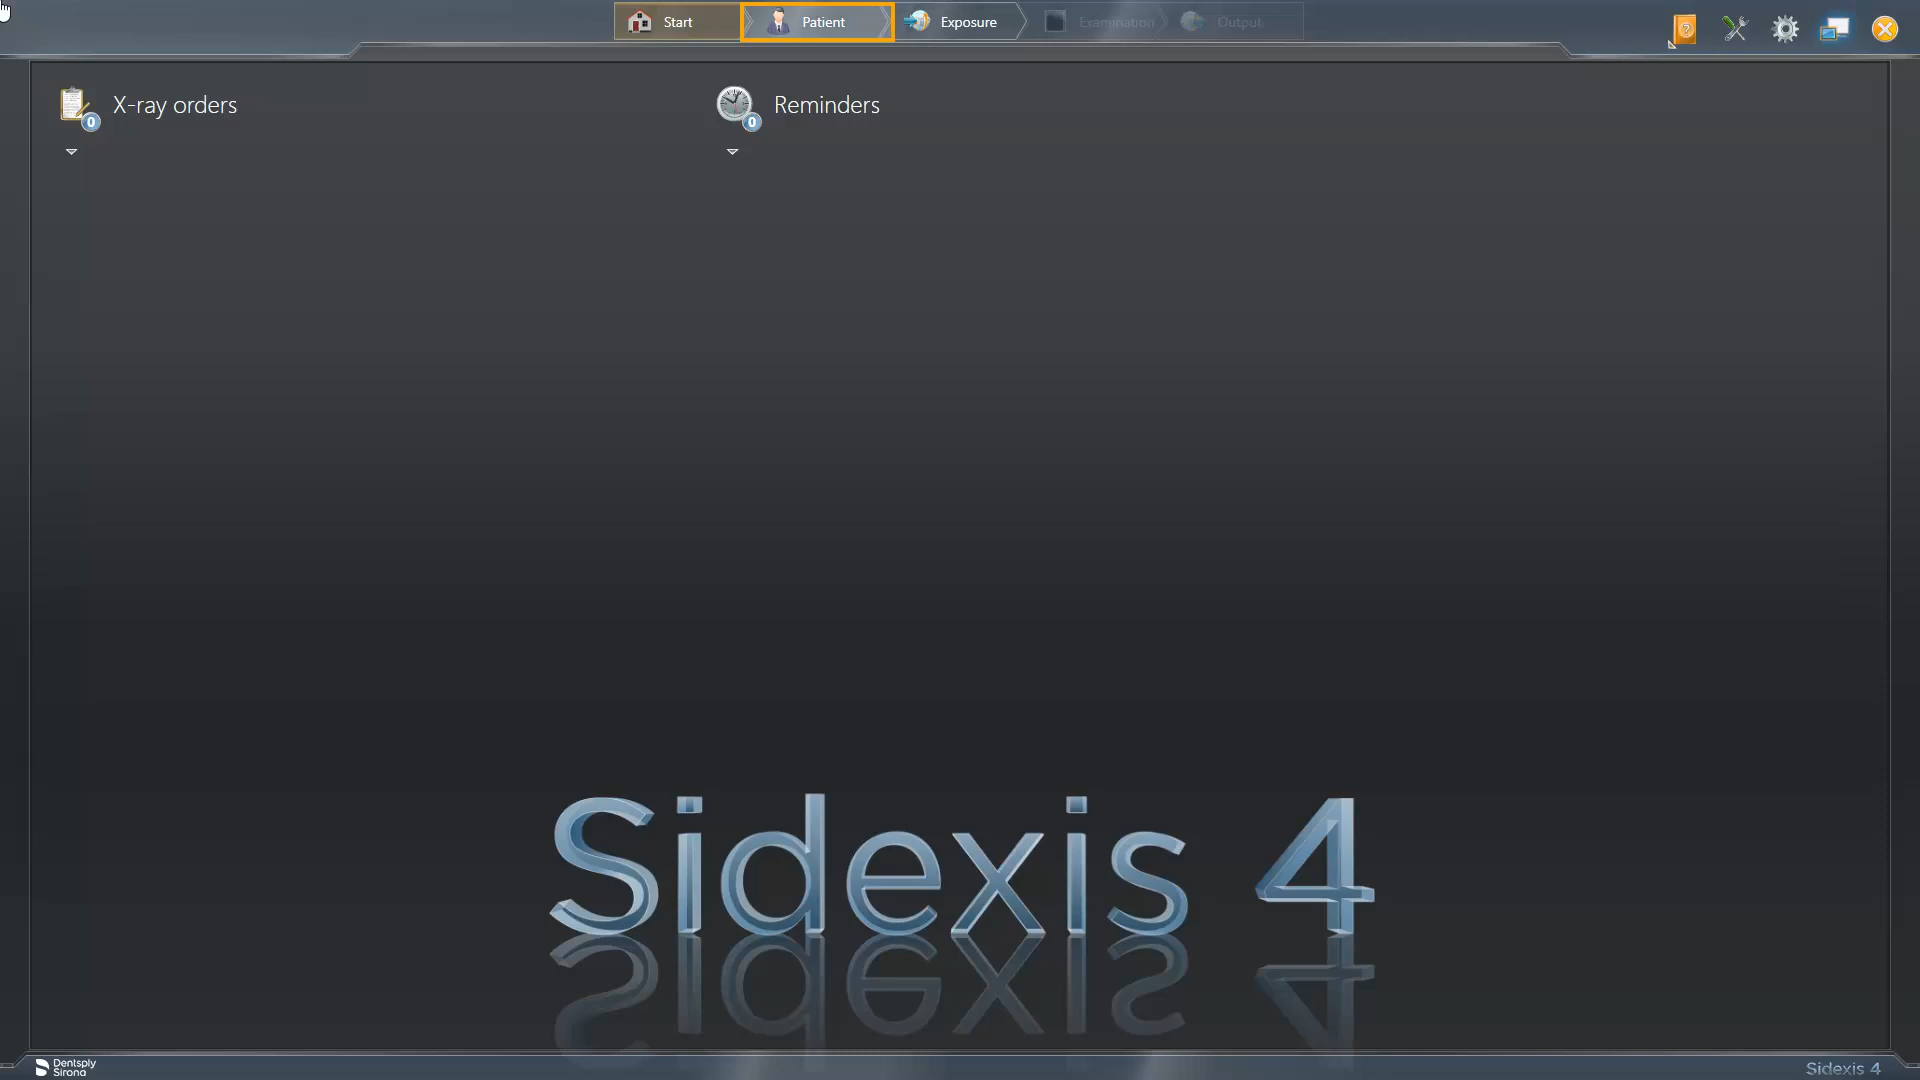 Start
Patient
Exposure
Examination
Output
X-ray orders
0
Reminders
0
Sidexis 4
Dentsply
Sirona
Sidexis 4